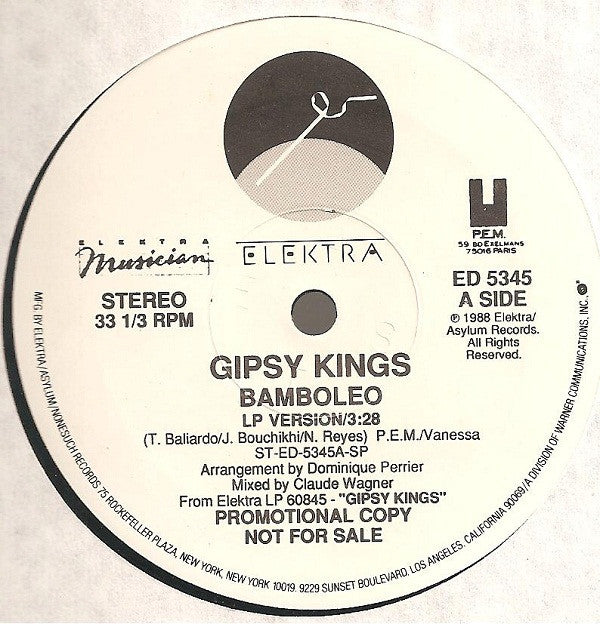 ELEKTRA
Musician
ELEKTRA
P.E.M.
59 BD EXELMANS
75016 PARIS
STEREO
33 1/3 RPM
ED 5345
A SIDE
℗ 1988 Elektra/
Asylum Records.
All Rights
Reserved.
GIPSY KINGS
BAMBOLEO
LP VERSION/3:28
(T. Baliardo/J. Bouchikhi/N. Reyes) P.E.M./Vanessa
ST-ED-5345A-SP
Arrangement by Dominique Perrier
Mixed by Claude Wagner
From Elektra LP 60845 - "GIPSY KINGS"
PROMOTIONAL COPY
NOT FOR SALE
MFG. BY ELEKTRA/ASYLUM/NONESUCH RECORDS 75 ROCKEFELLER PLAZA, NEW YORK, NEW YORK 10019. 9229 SUNSET BOULEVARD, LOS ANGELES, CALIFORNIA 90069/A DIVISION OF WARNER COMMUNICATIONS, INC.